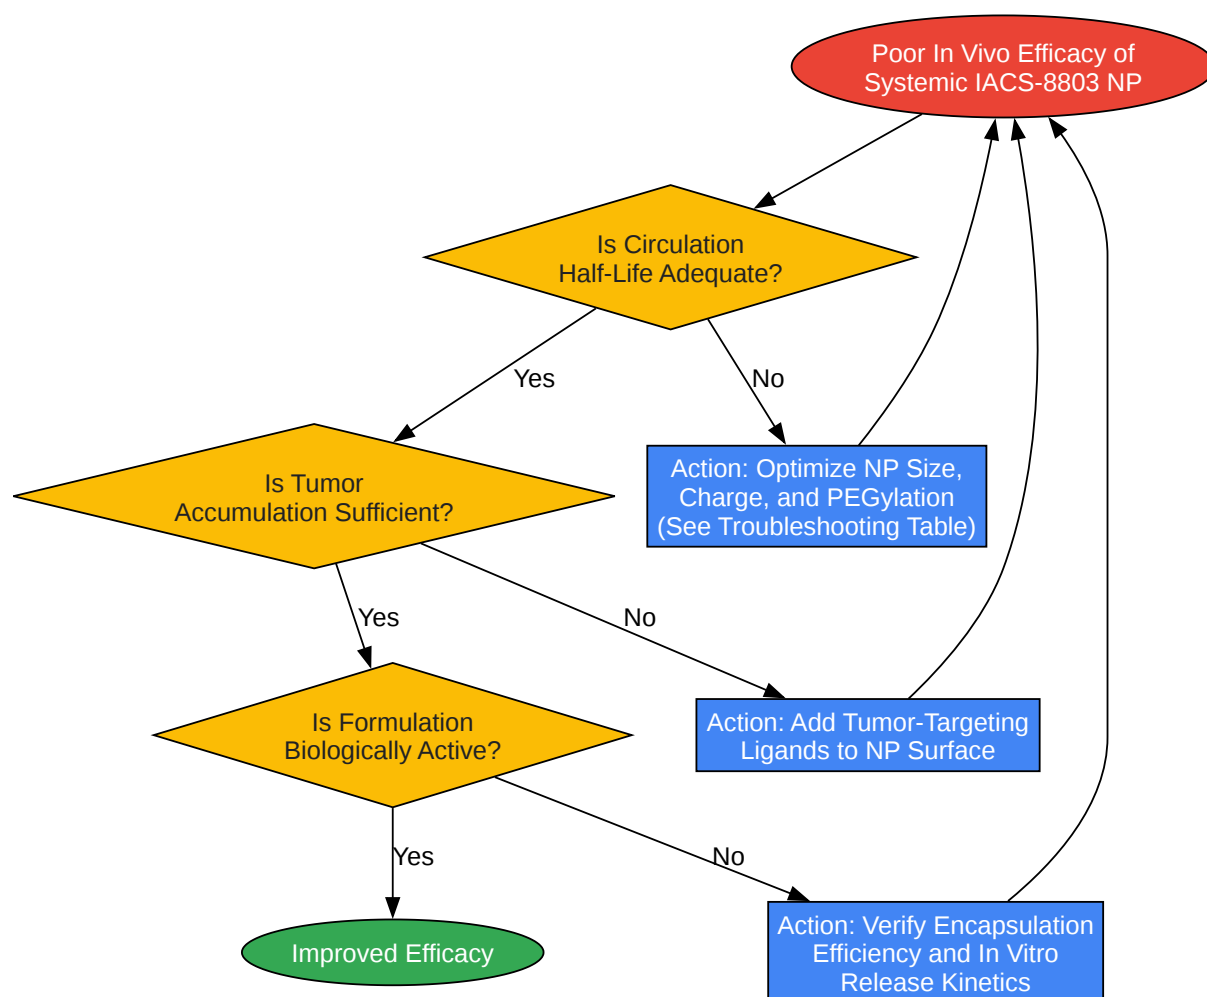 Poor In Vivo Efficacy of
Systemic IACS-8803 NP
Is Circulation
Half-Life Adequate?
Yes
No
Is Tumor
Accumulation Sufficient?
Action: Optimize NP Size,
Charge, and PEGylation
(See Troubleshooting Table)
Yes
No
Is Formulation
Biologically Active?
Action: Add Tumor-Targeting
Ligands to NP Surface
Yes
No
Improved Efficacy
Action: Verify Encapsulation
Efficiency and In Vitro
Release Kinetics